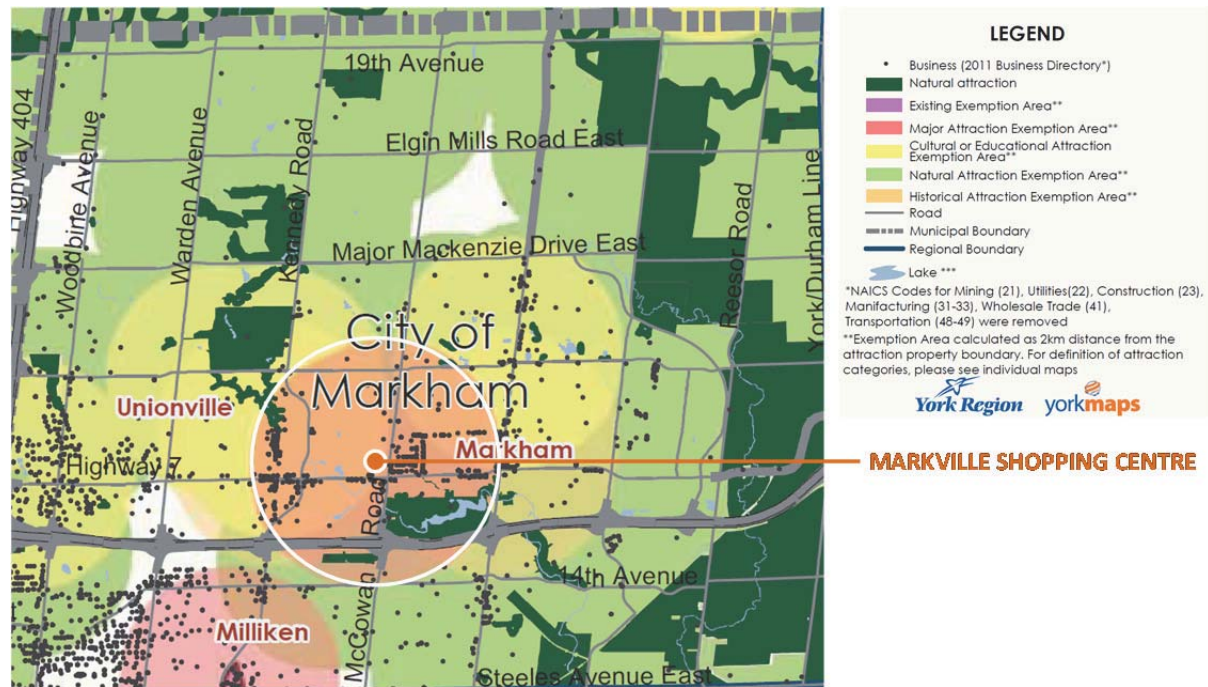 19th Avenue
Highway 404
Elgin Mills Road East
Woodbine Avenue
Warden Avenue
Kennedy Road
Major Mackenzie Drive East
Reesor Road
York/Durham Line
City of
Markham
Unionville
Markham
Highway 7
MARKVILLE SHOPPING CENTRE
McCowan Road
14th Avenue
Milliken
Steeles Avenue East
LEGEND
Business (2011 Business Directory*)
Natural attraction
Existing Exemption Area**
Major Attraction Exemption Area**
Cultural or Educational Attraction
Exemption Area**
Natural Attraction Exemption Area**
Historical Attraction Exemption Area**
Road
Municipal Boundary
Regional Boundary
Lake ***
*NAICS Codes for Mining (21), Utilities(22), Construction (23),
Manifacturing (31-33), Wholesale Trade (41),
Transportation (48-49) were removed
**Exemption Area calculated as 2km distance from the
attraction property boundary. For definition of attraction
categories, please see individual maps
York Region
yorkmaps